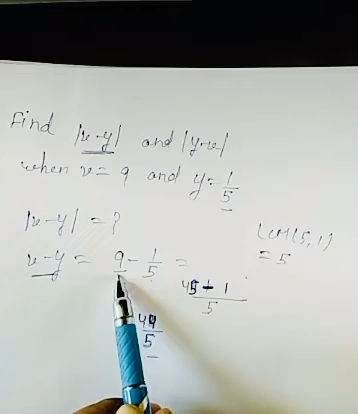 Find |x-y| and |y-x|
when x= 9 and y= 1/5
|x-y| = ?
x-y = 9 - 1/5 =
LCM(5, 1)
= 5
45-1/5
44/5